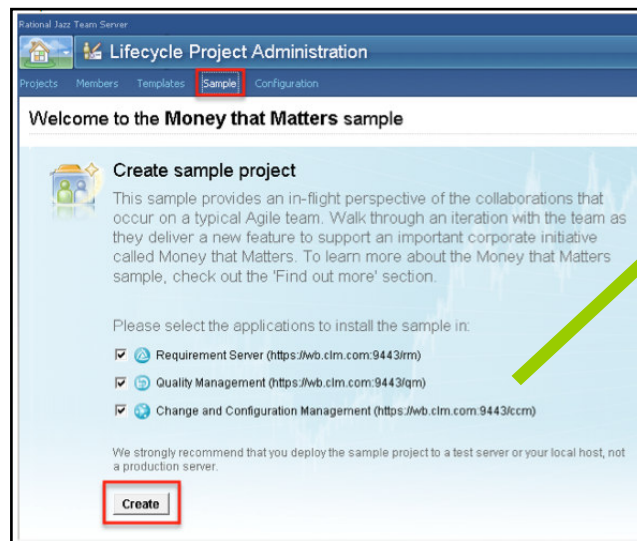 Rational Jazz Team Server
Lifecycle Project Administration
Projects Members Templates Sample Configuration
Welcome to the Money that Matters sample
Create sample project
This sample provides an in-flight perspective of the collaborations that
occur on a typical Agile team. Walk through an iteration with the team as
they deliver a new feature to support an important corporate initiative
called Money that Matters. To learn more about the Money that Matters
sample, check out the 'Find out more' section.
Please select the applications to install the sample in:
Requirement Server (https://wb.clm.com:9443/rm)
Quality Management (https://wb.clm.com:9443/qm)
Change and Configuration Management (https://wb.clm.com:9443/ccm)
We strongly recommend that you deploy the sample project to a test server or your local host, not
a production server.
Create